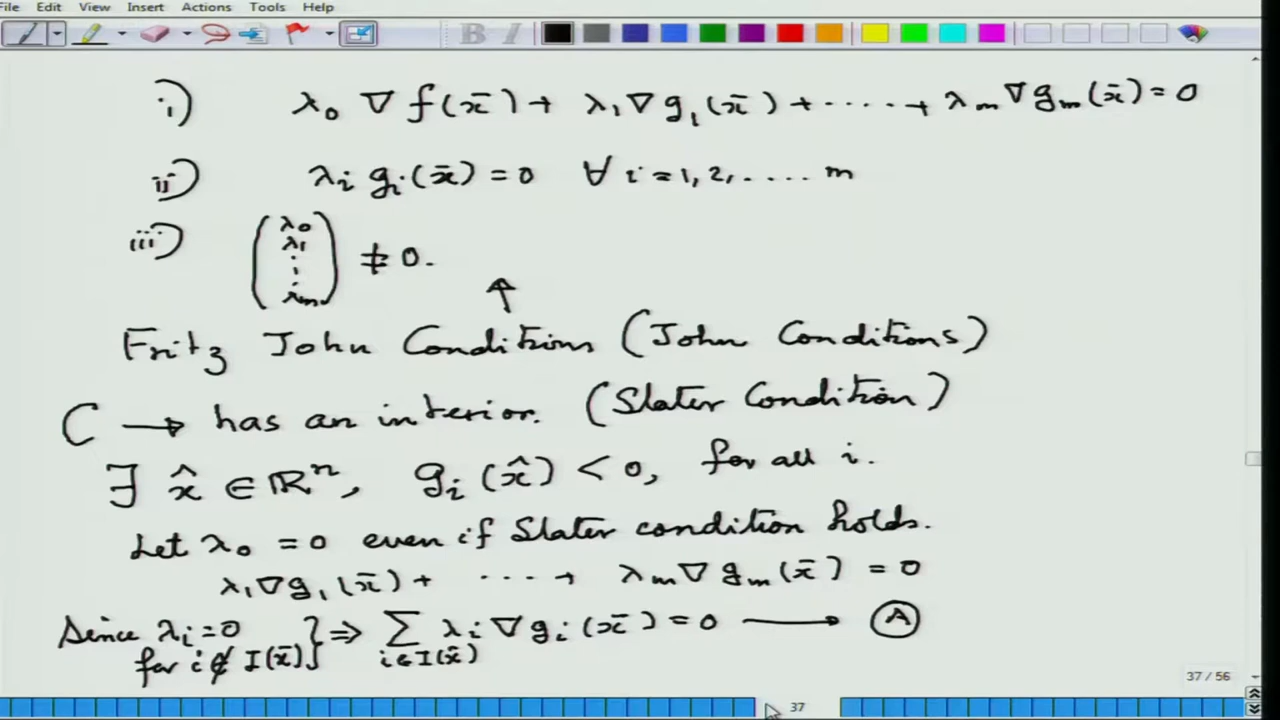 File Edit View Insert Actions Tools Help
B I
i) λ₀ ∇f(x̄) + λ₁∇g₁(x̄) + ..... + λₘ∇gₘ(x̄) = 0
ii) λᵢ gᵢ(x̄) = 0 ∀ i = 1, 2, ..... m
iii) (λ₀ λ₁ ⋮ λₘ) ≠ 0.
↑
Fritz John Conditions (John Conditions)
C → has an interior. (Slater Condition)
∃ x̂ ∈ ℝⁿ, gᵢ(x̂) < 0, for all i.
Let λ₀ = 0 even if Slater condition holds.
λ₁∇g₁(x̄) + ..... + λₘ∇gₘ(x̄) = 0
Since λᵢ = 0 } ⇒ Σ λᵢ∇gᵢ(x̄) = 0 → Ⓐ
for i ∉ I(x̄) i∈I(x̄)
37 / 56
37